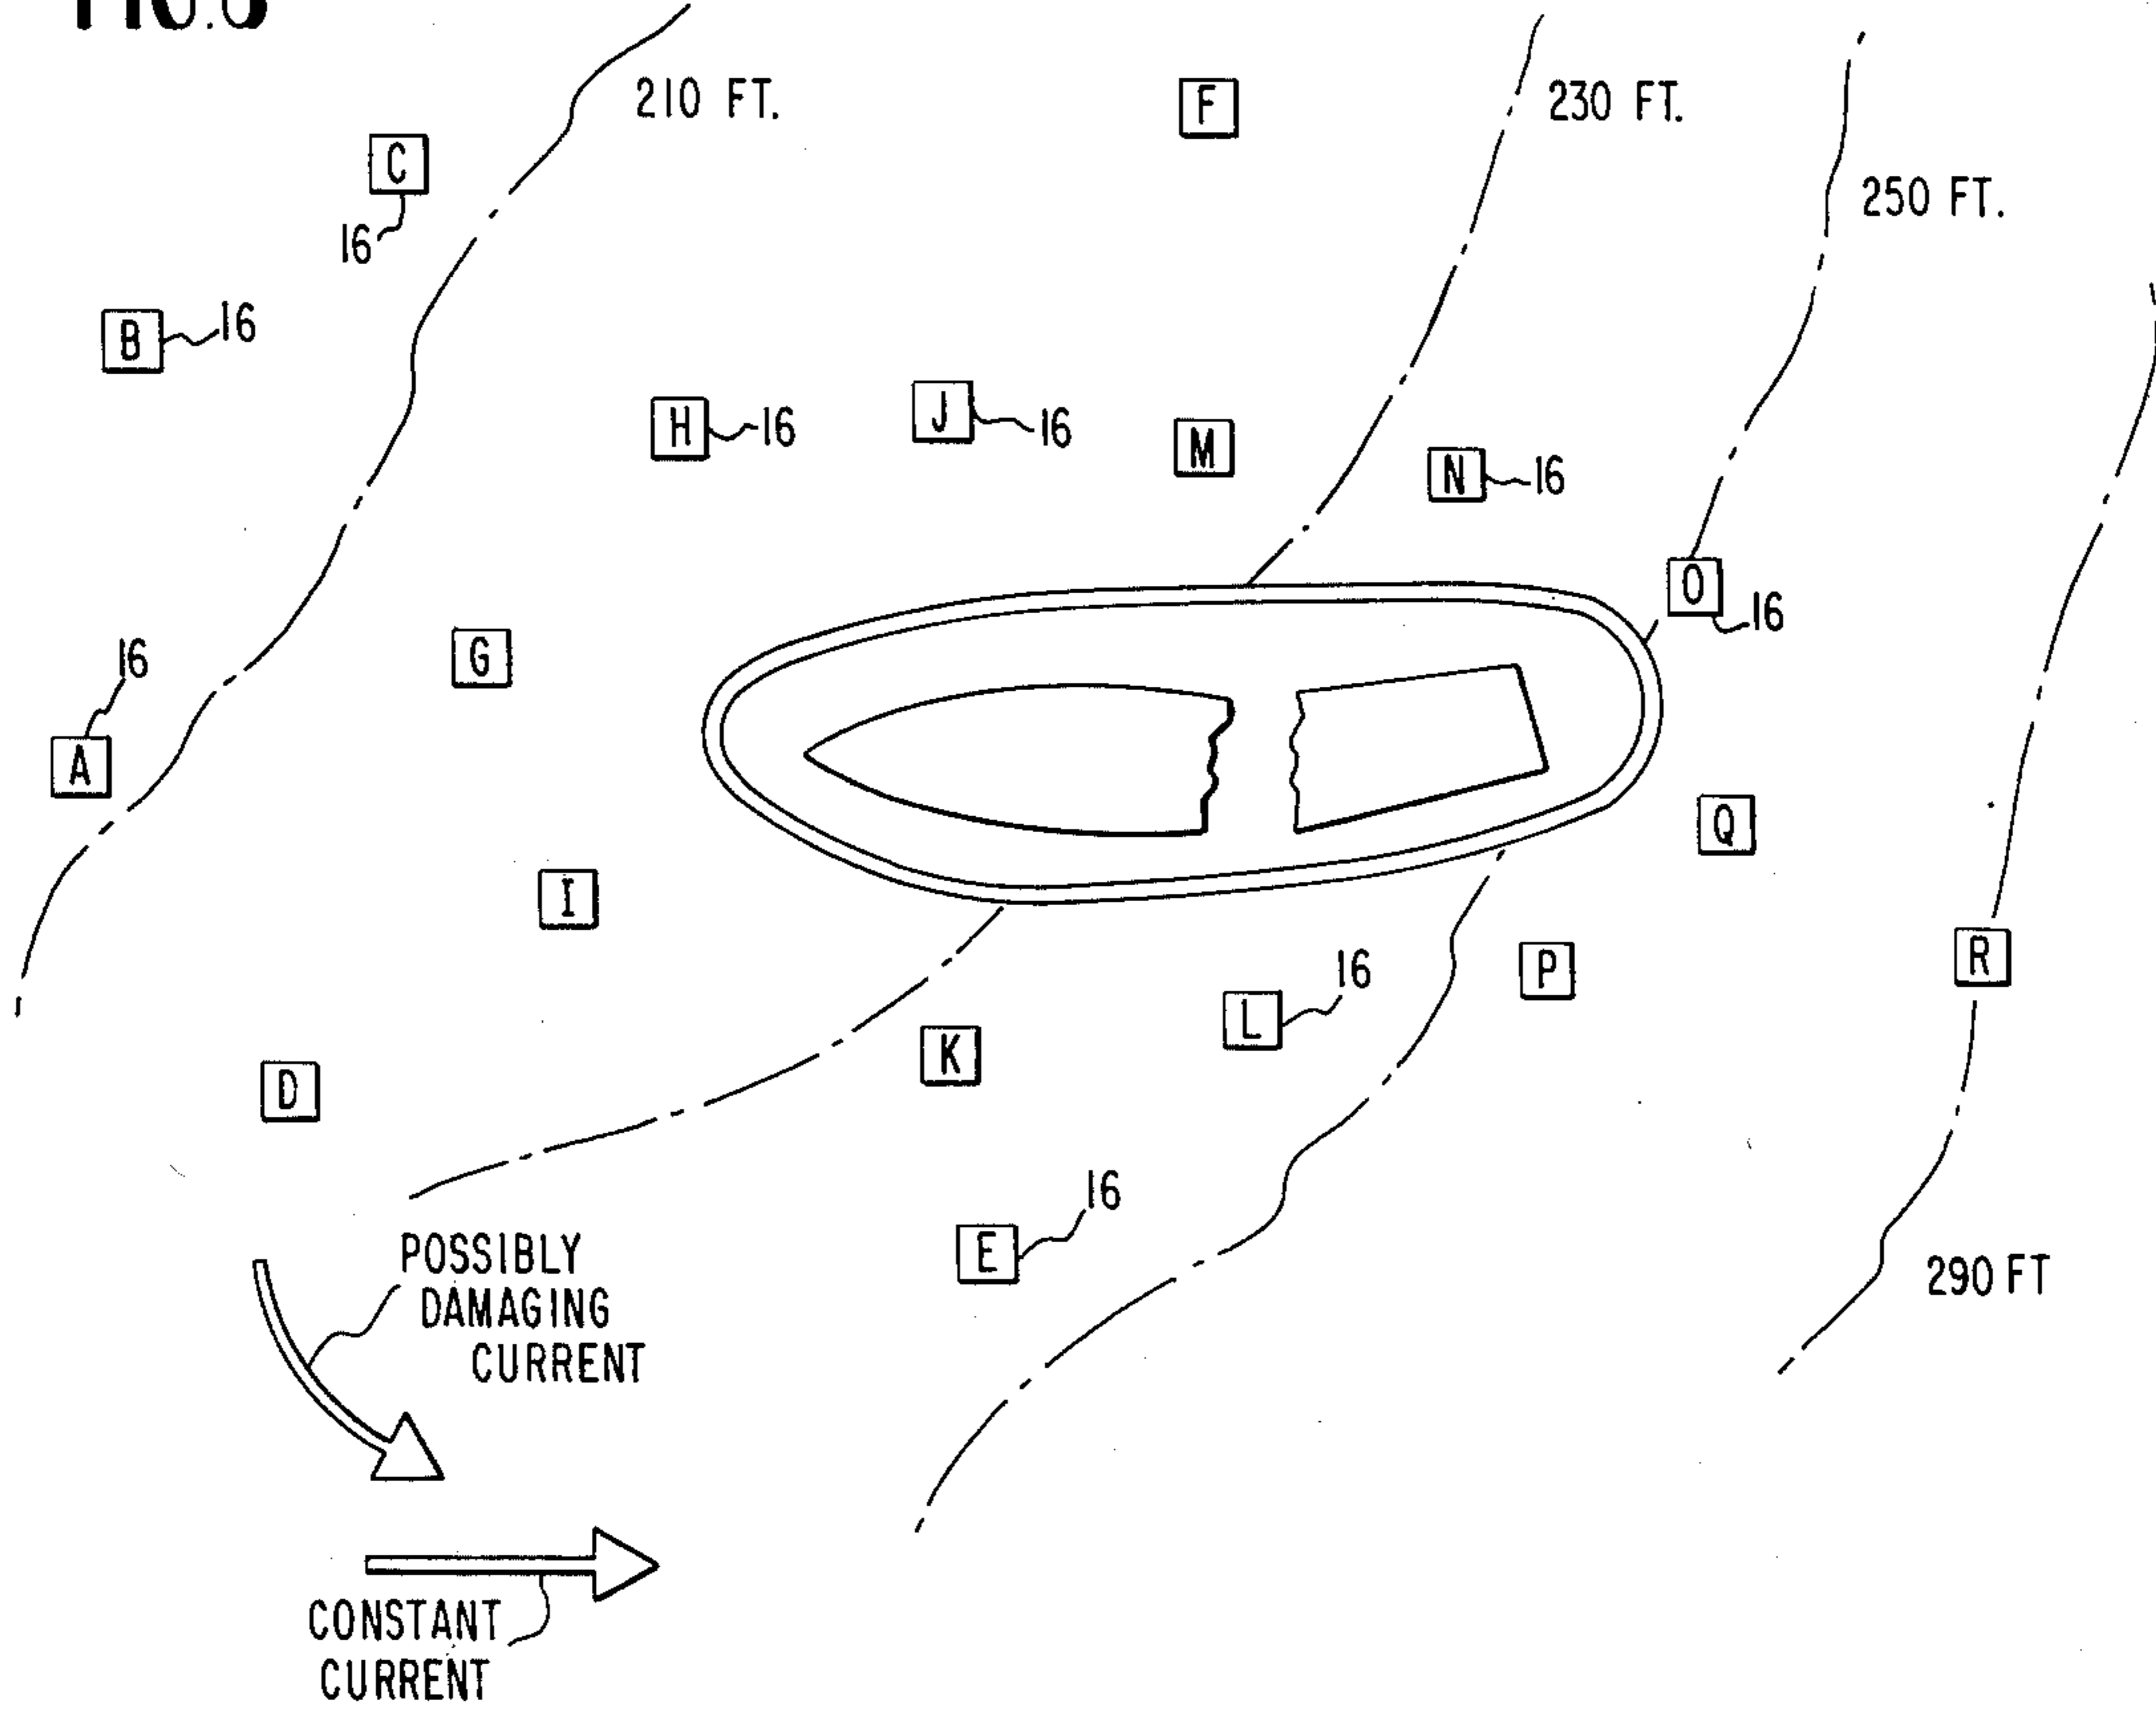 210 FT.
F
230 FT.
C
250 FT.
16
B 16
H 16
J 16
M
N 16
O
16
G
16
A
Q
I
R
P
16
L
K
D
16
E
POSSIBLY
DAMAGING
CURRENT
290 FT
CONSTANT
CURRENT